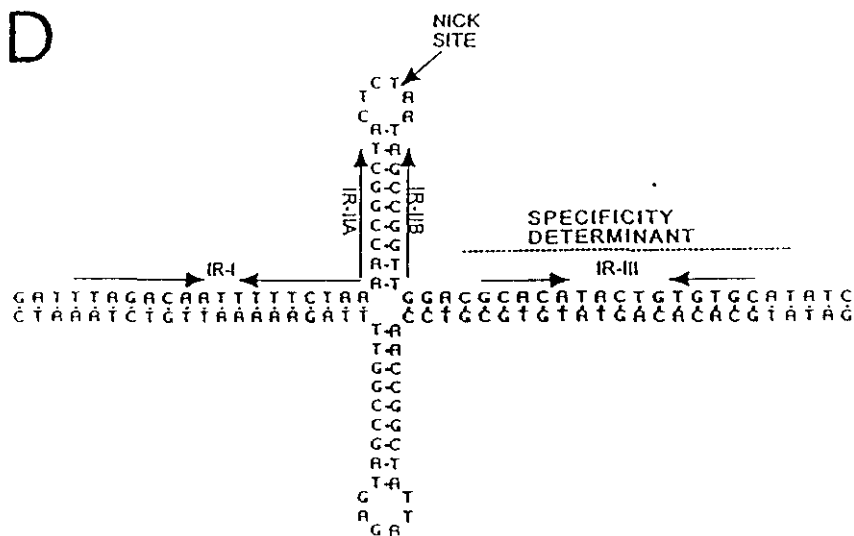 D
NICK
SITE
C T
T A
C A
A-T
T-A
C-G
G-C
G-C
C-G
C-G
A-T
A-T
IR-IIA
IR-IIB
SPECIFICITY
DETERMINANT
IR-I
IR-III
GATTTAGACAATTTTTCTAA GGACGCACATACTGTGTGCATATC
CTAAATCTGTTAAAAAGATT CCTGCGTGTATGACACACGTATAG
T-A
T-A
G-C
G-C
C-G
C-G
G-C
A-T
T-A
G T
A T
G A